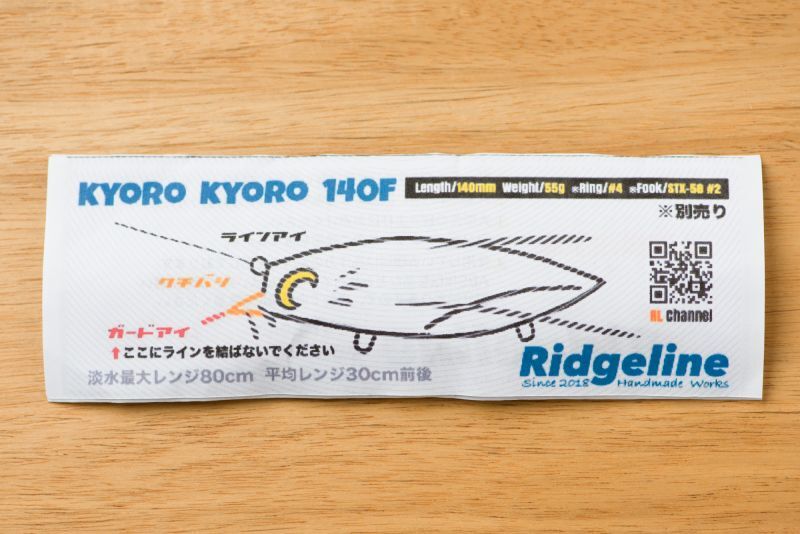 KYORO KYORO 140F
Length/140mm Weight/55g ※Ring/#4 ※Fook/STX-58 #2
※別売り
ラインアイ
クチバシ
ガードアイ
RL Channel
↑ここにラインを結ばないでください
淡水最大レンジ80cm 平均レンジ30cm前後
Ridgeline
Since 2018 Handmade Works